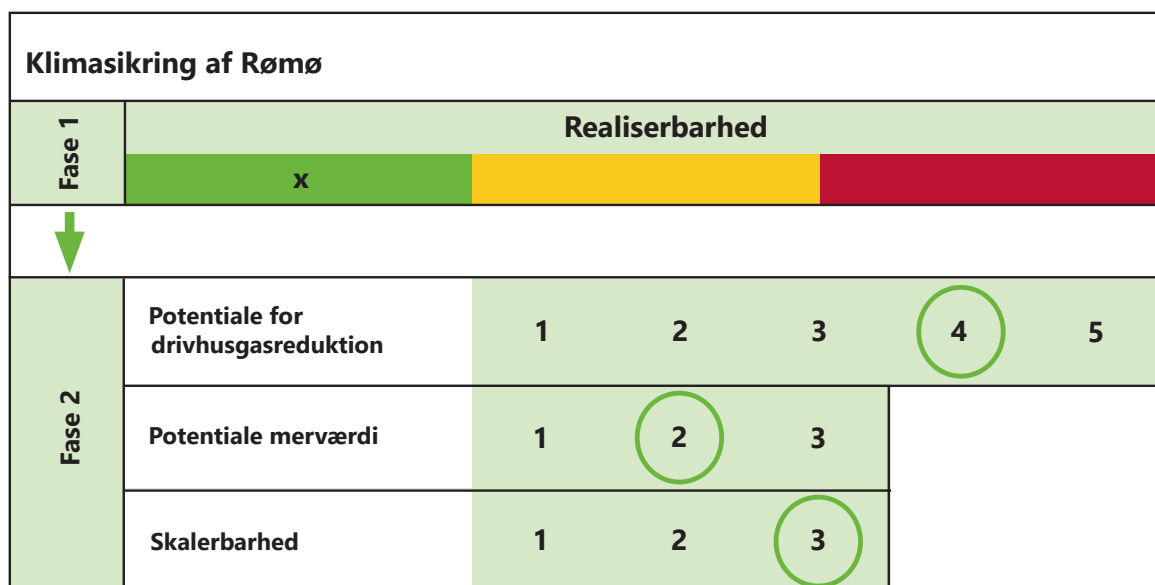 Klimasikring af Rømø
Fase 1
Realiserbarhed
x
Fase 2
Potentiale for
drivhusgasreduktion
1 2 3 4 5
Potentiale merværdi
1 2 3
Skalerbarhed
1 2 3